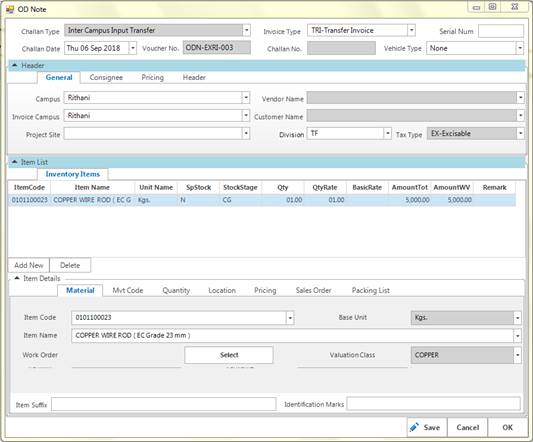 OD Note
Challan Type Inter Campus Input Transfer Invoice Type TRI-Transfer Invoice Serial Num
Challan Date Thu 06 Sep 2018 Voucher No. ODN-EXRI-003 Challan No. Vehicle Type None
Header
General Consignee Pricing Header
Campus Rithani Vendor Name
Invoice Campus Rithani Customer Name
Project Site Division TF Tax Type EX-Excisable
Item List
Inventory Items
ItemCode Item Name Unit Name SpStock StockStage Qty QtyRate BasicRate AmountTot AmountWV Remark
0101100023 COPPER WIRE ROD ( EC G Kgs. N CG 01.00 01.00 5,000.00 5,000.00
Add New Delete
Item Details
Material Mvt Code Quantity Location Pricing Sales Order Packing List
Item Code 0101100023 Base Unit Kgs.
Item Name COPPER WIRE ROD ( EC Grade 23 mm )
Work Order Select Valuation Class COPPER
Item Suffix Identification Marks
Save Cancel OK